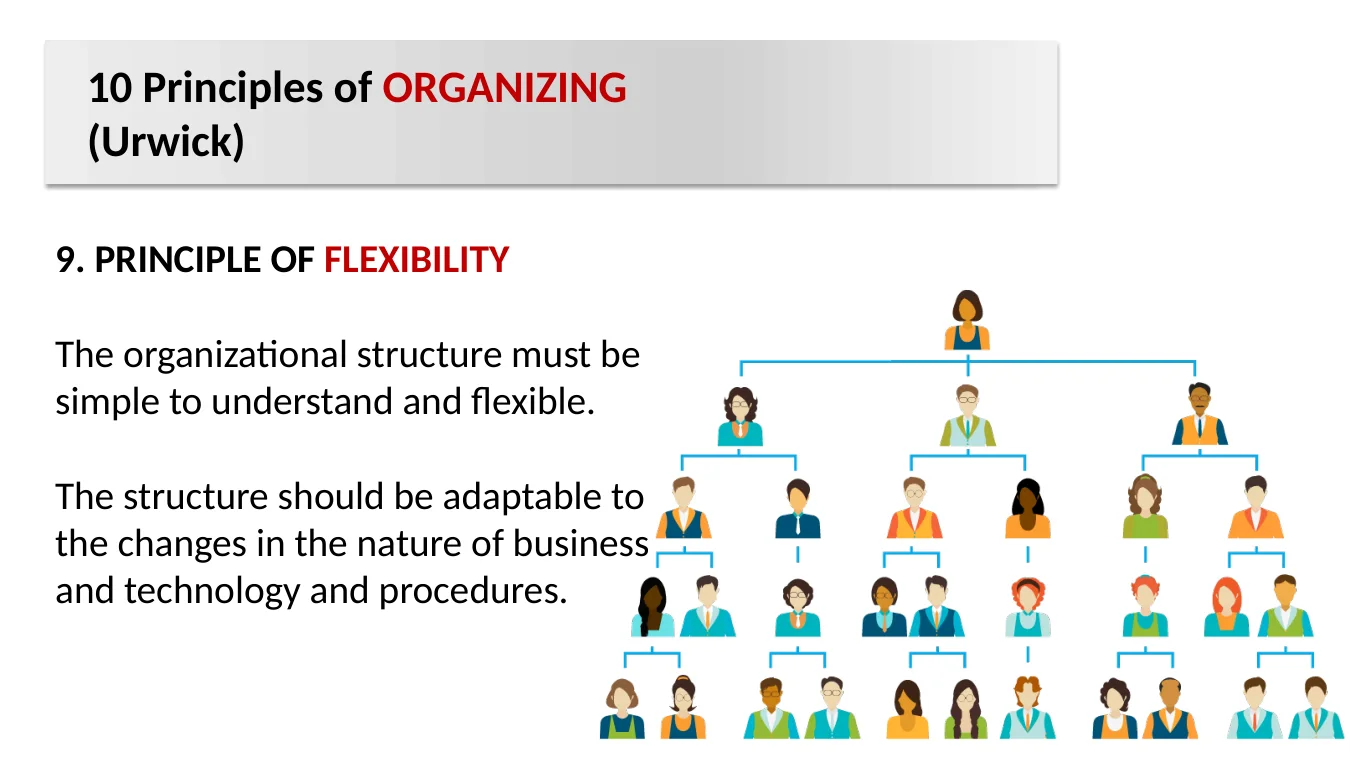 10 Principles of ORGANIZING
(Urwick)
9. PRINCIPLE OF FLEXIBILITY
The organizational structure must be
simple to understand and flexible.
The structure should be adaptable to
the changes in the nature of business
and technology and procedures.